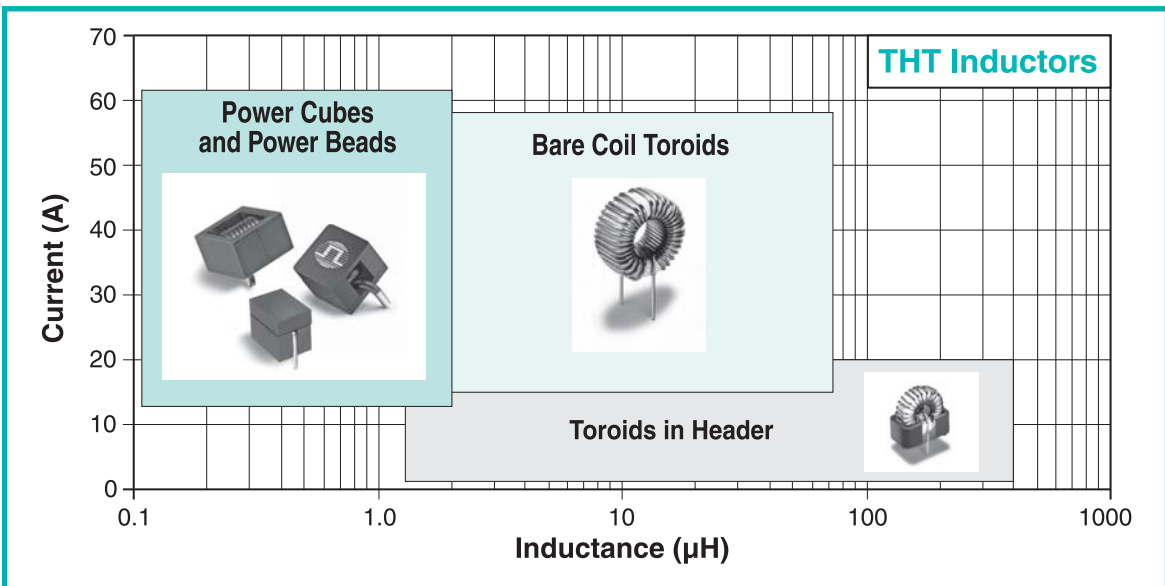 THT Inductors
Power Cubes
and Power Beads
Bare Coil Toroids
Toroids in Header
Current (A)
70
60
50
40
30
20
10
0
0.1 1.0 10 100 1000
Inductance (µH)